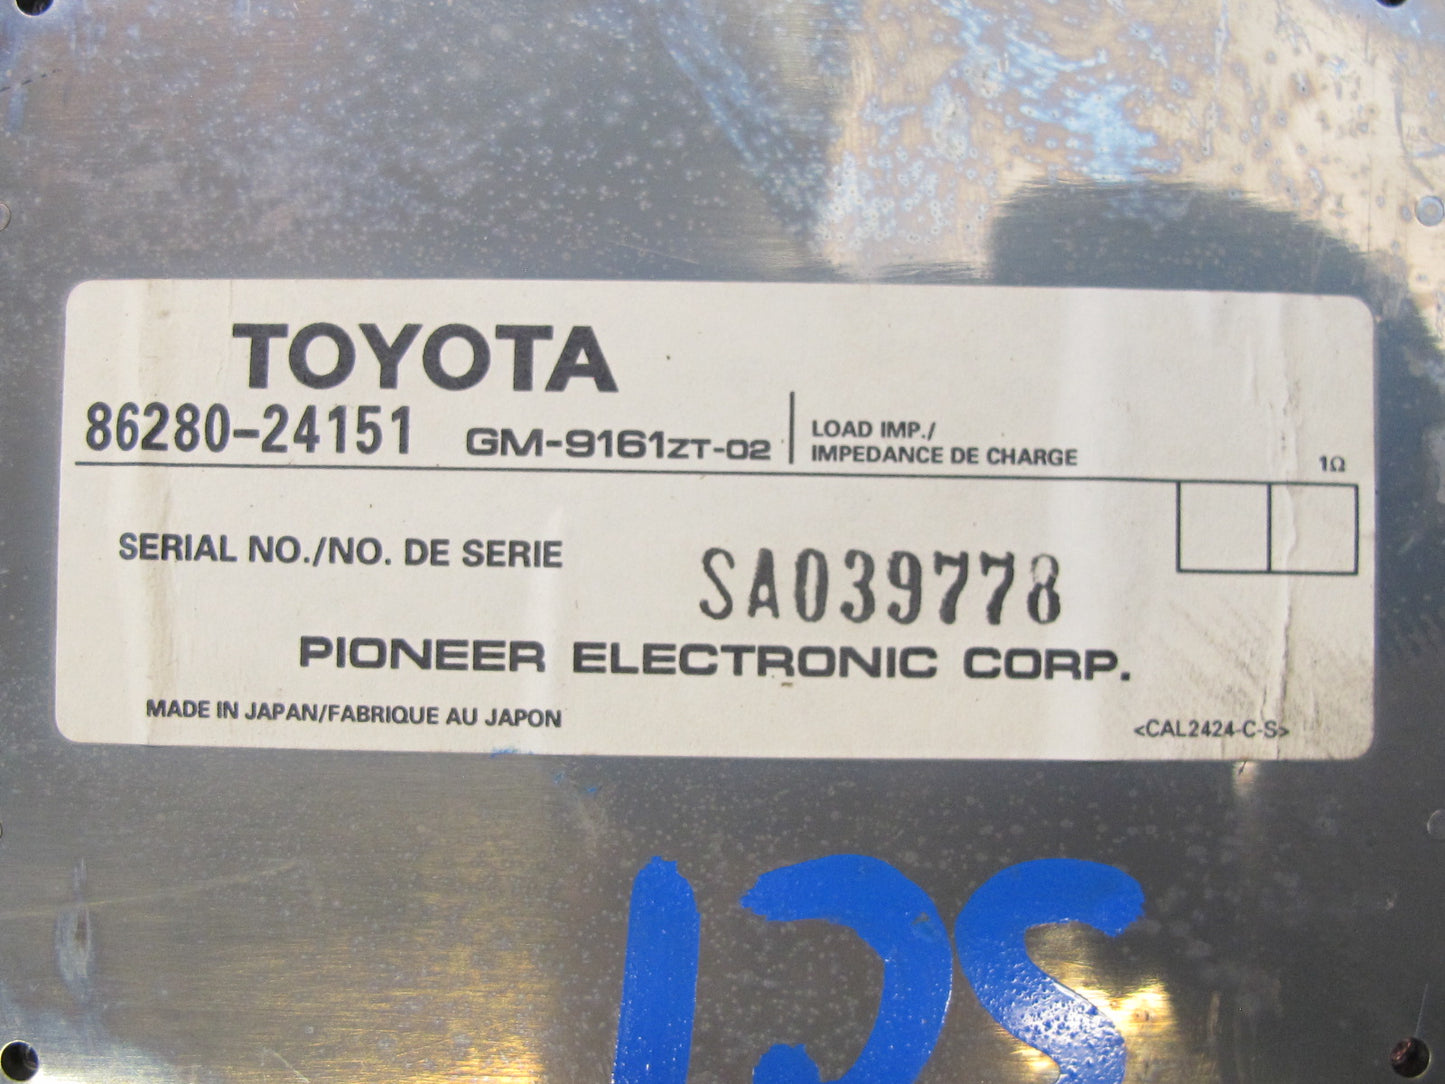 TOYOTA
86280-24151 GM-9161ZT-02
LOAD IMP./
IMPEDANCE DE CHARGE
1Ω
SERIAL NO./NO. DE SERIE SA039778
PIONEER ELECTRONIC CORP.
MADE IN JAPAN/FABRIQUE AU JAPON
<CAL2424-C-S>